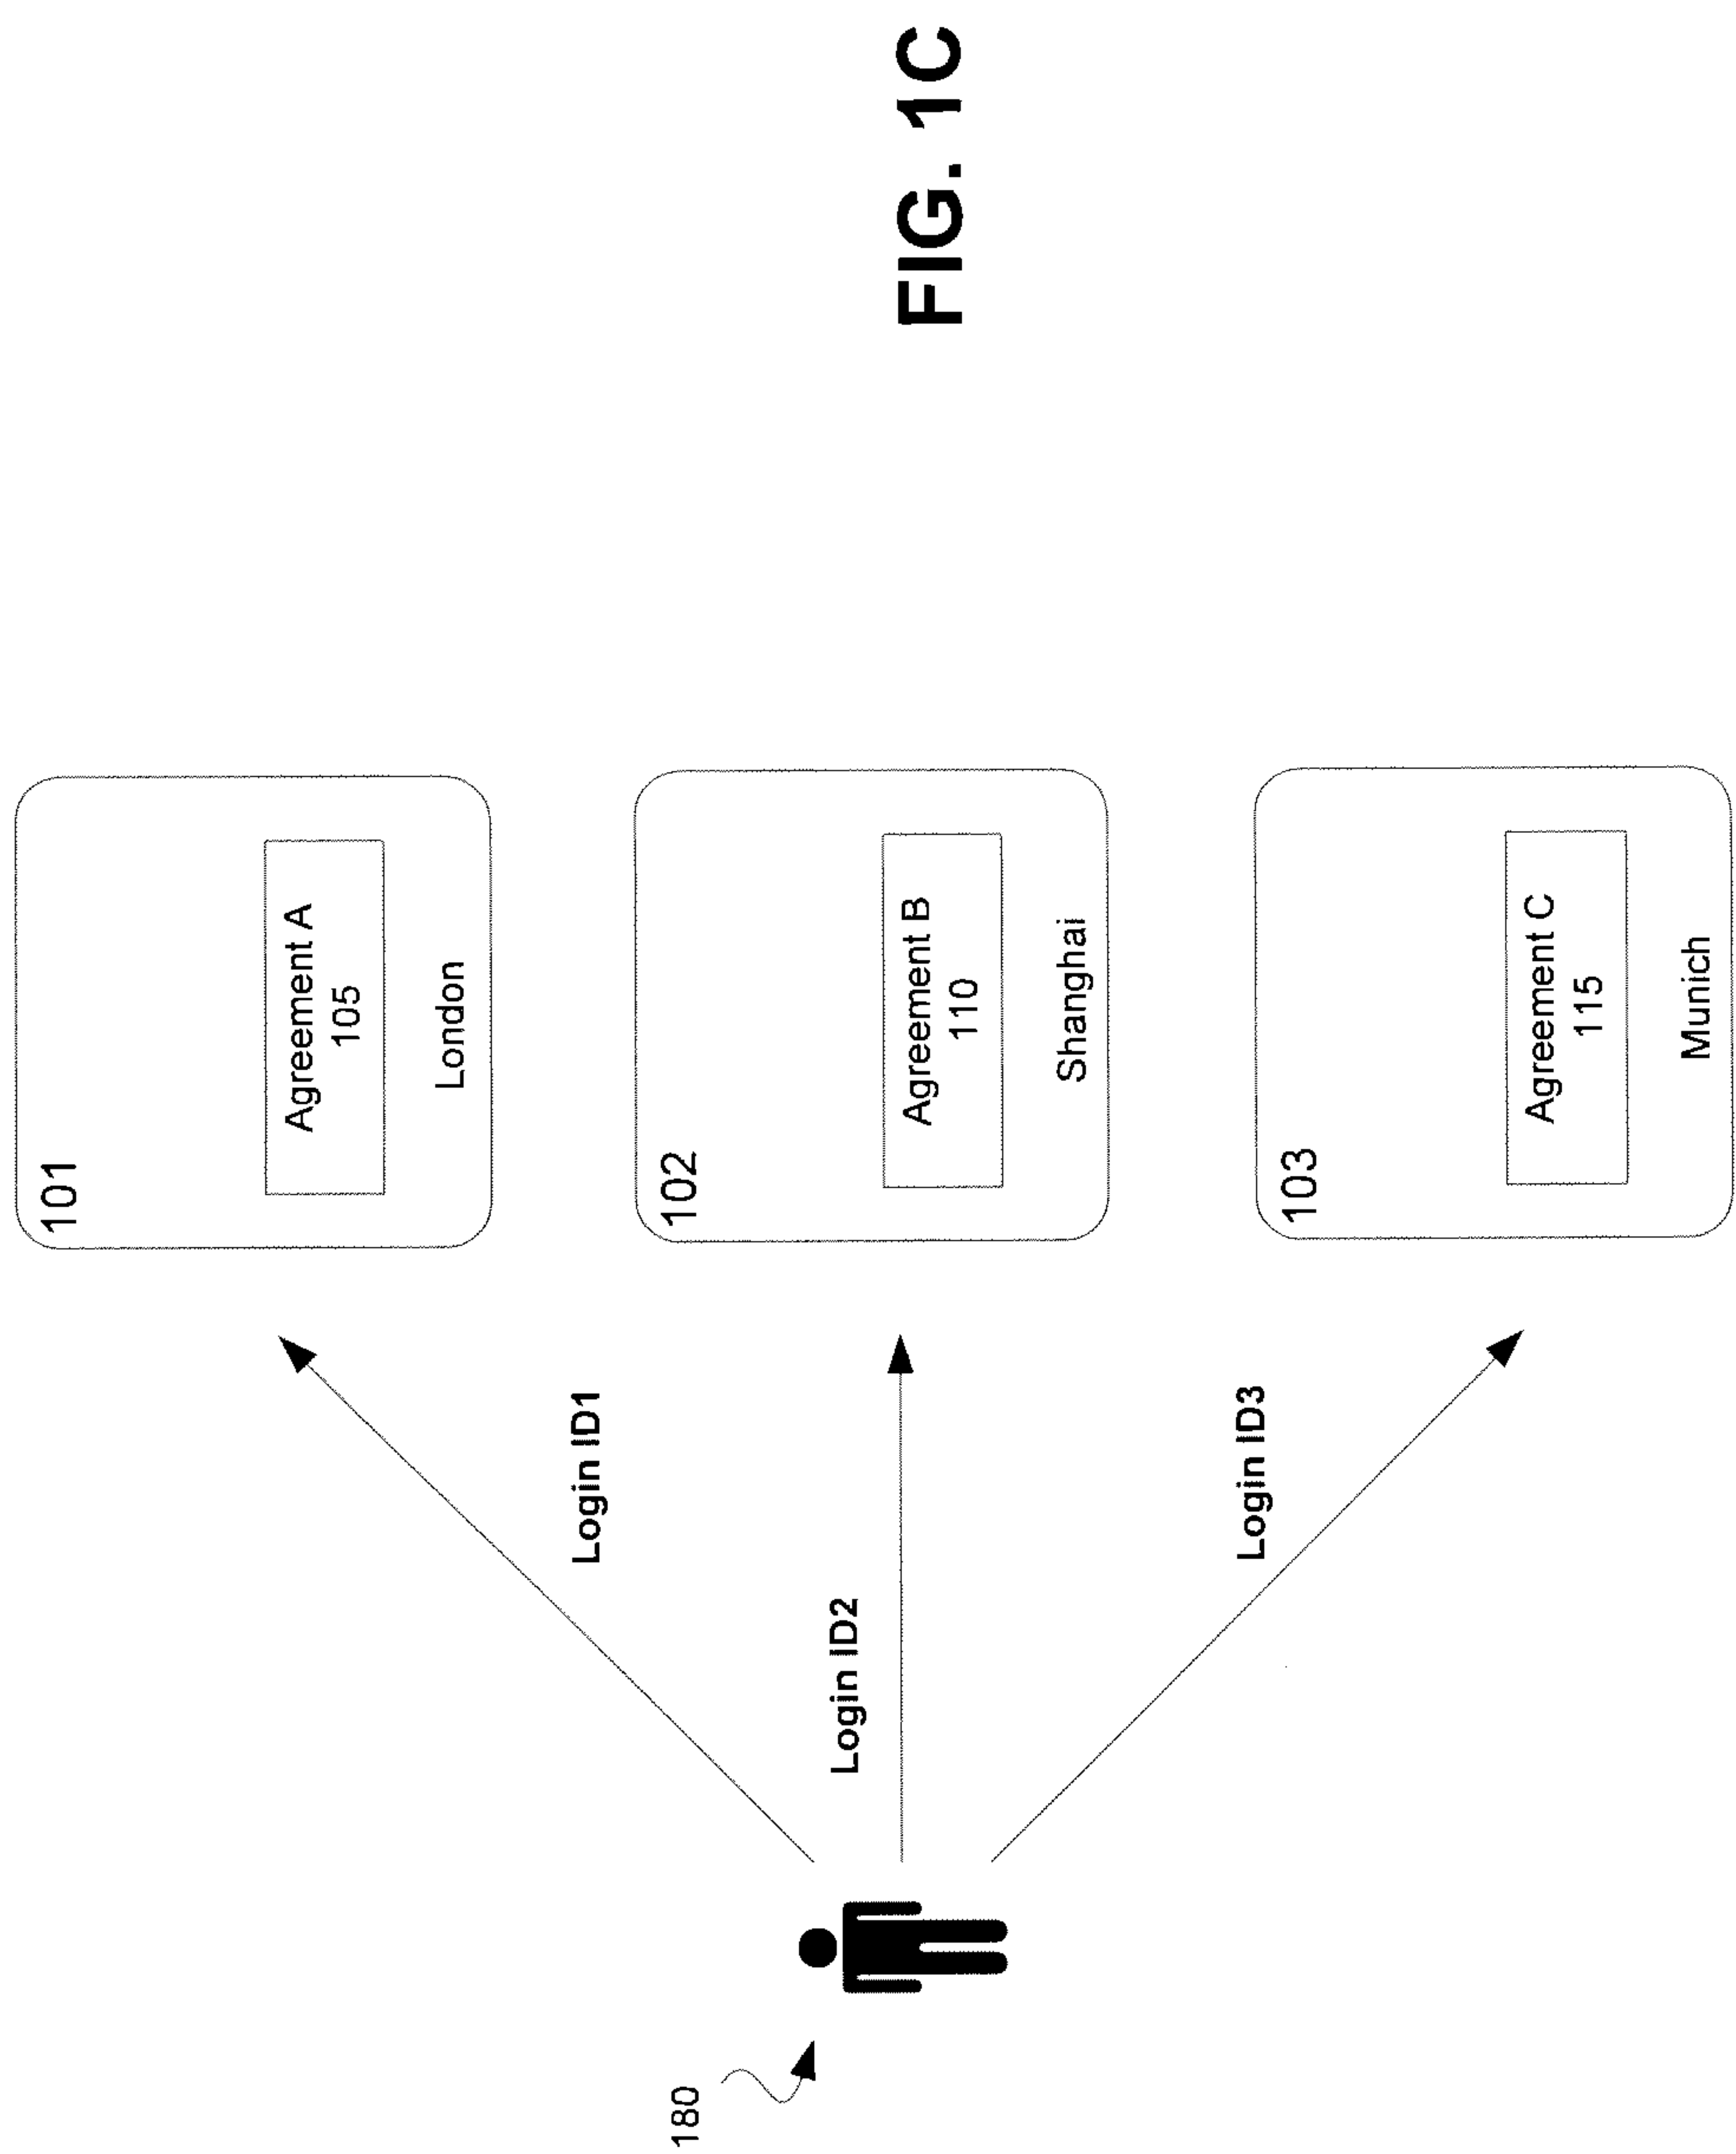 101
Agreement A
105
London
Login ID1
102
Agreement B
110
Shanghai
Login ID2
103
Agreement C
115
Munich
Login ID3
180
FIG. 1C